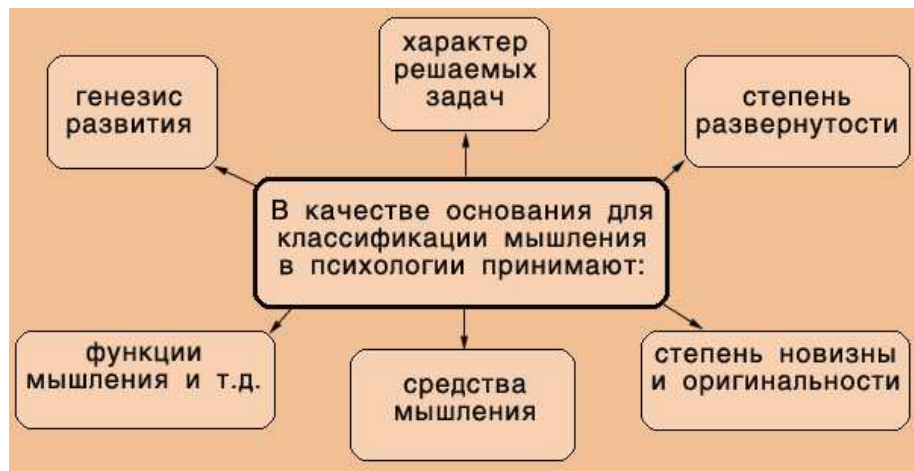 характер
решаемых
задач
генезис
развития
степень
развернутости
В качестве основания для
классификации мышления
в психологии принимают:
функции
мышления и т.д.
средства
мышления
степень новизны
и оригинальности